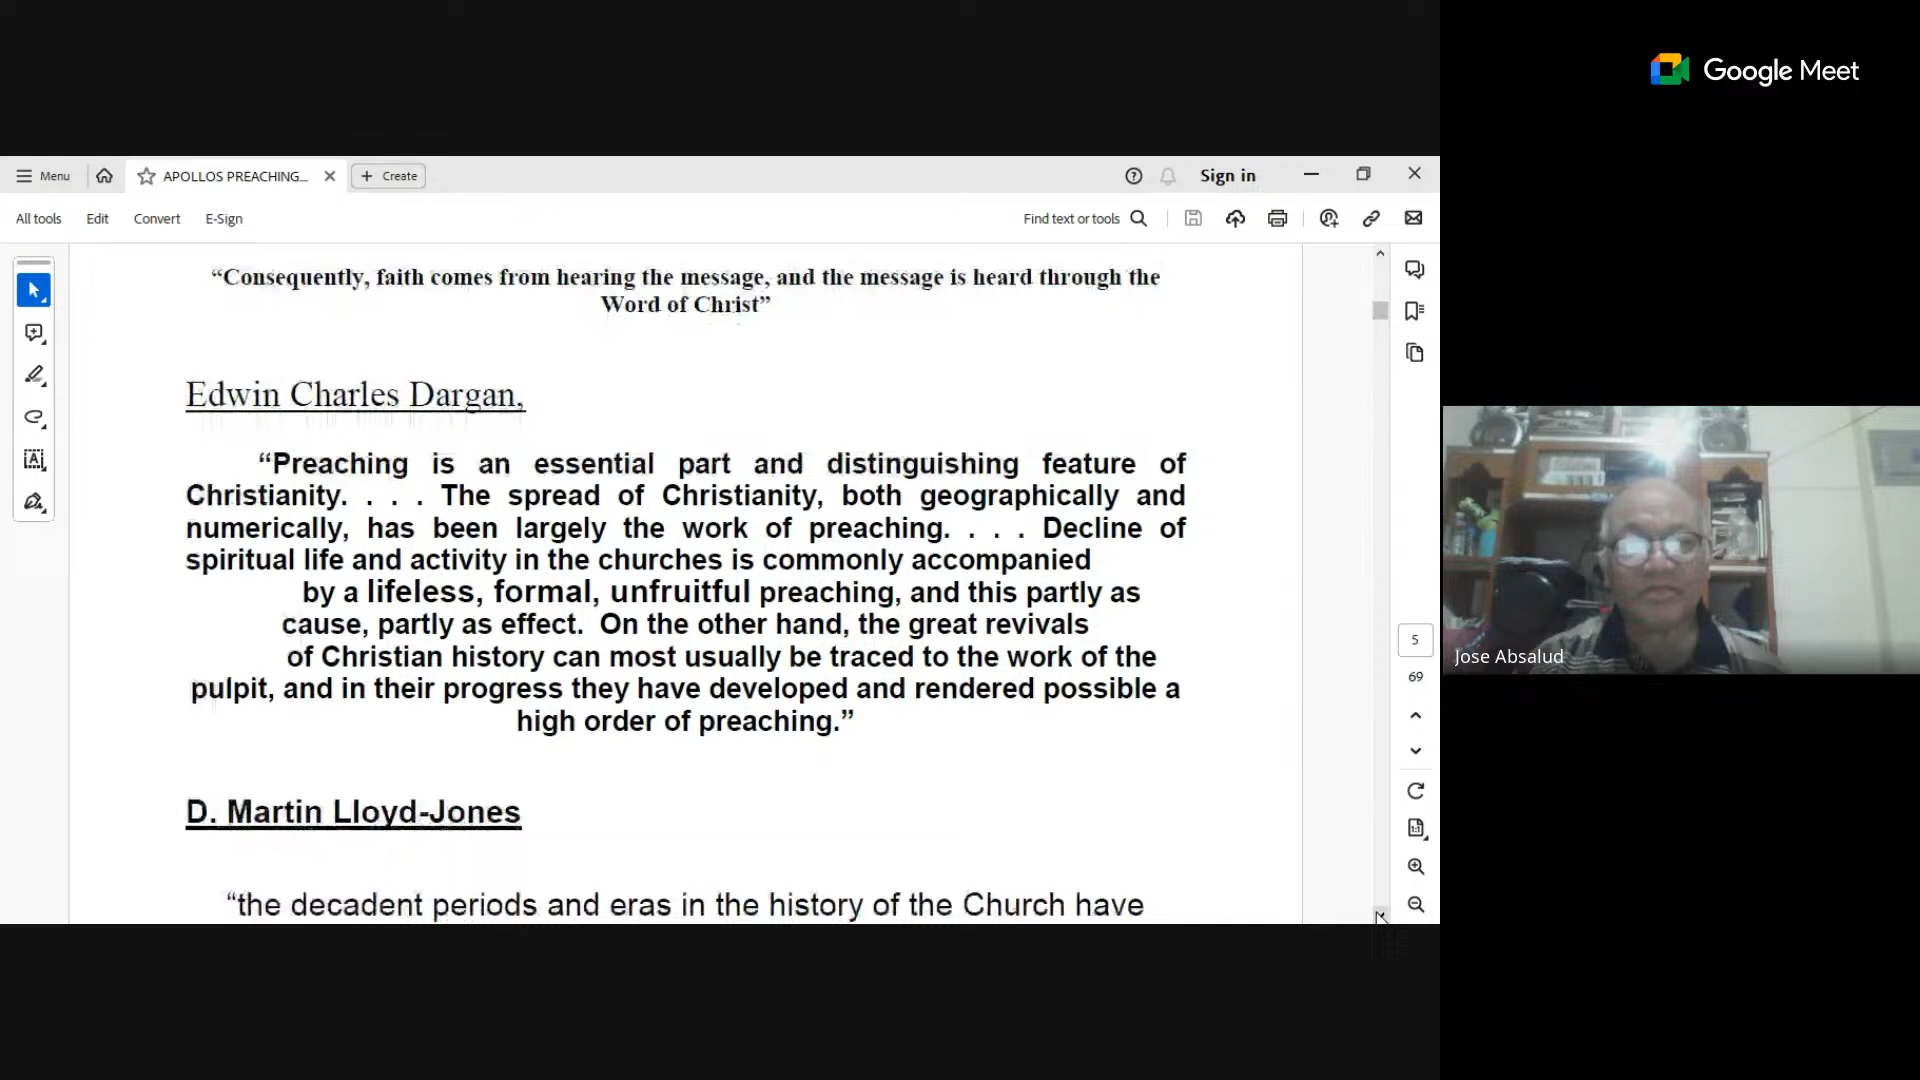 Google Meet
Menu
APOLLOS PREACHING...
Create
Sign in
All tools
Edit
Convert
E-Sign
Find text or tools
“Consequently, faith comes from hearing the message, and the message is heard through the
Word of Christ”
Edwin Charles Dargan,
“Preaching is an essential part and distinguishing feature of
Christianity. . . . The spread of Christianity, both geographically and
numerically, has been largely the work of preaching. . . . Decline of
spiritual life and activity in the churches is commonly accompanied
by a lifeless, formal, unfruitful preaching, and this partly as
cause, partly as effect. On the other hand, the great revivals
of Christian history can most usually be traced to the work of the
pulpit, and in their progress they have developed and rendered possible a
high order of preaching.”
D. Martin Lloyd-Jones
“the decadent periods and eras in the history of the Church have
5
69
Jose Absalud